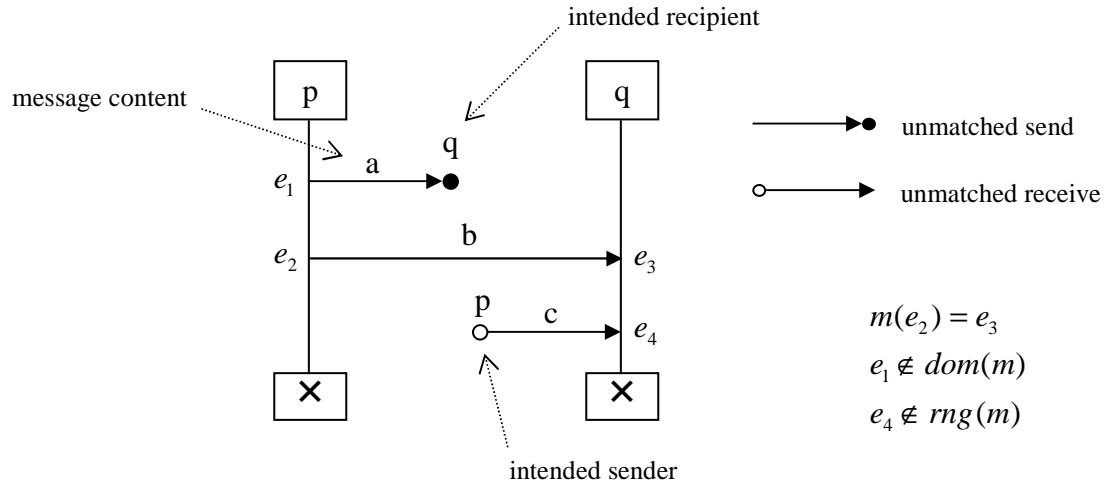 intended recipient
message content
p
q
unmatched send
q
a
e₁
unmatched receive
b
e₂
e₃
p
c
e₄
m(e₂) = e₃
e₁ ∉ dom(m)
e₄ ∉ rng(m)
intended sender